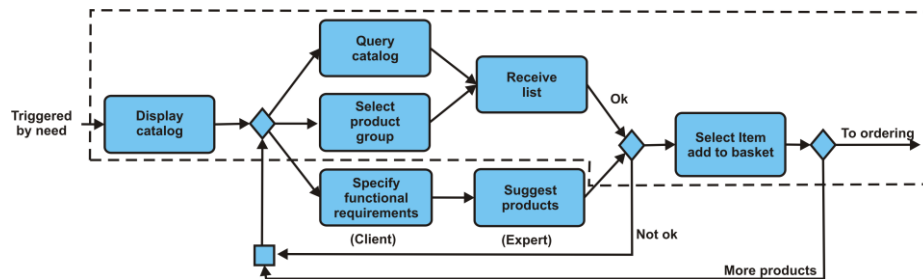 Triggered
by need
Display
catalog
Query
catalog
Select
product
group
Specify
functional
requirements
(Client)
Receive
list
Suggest
products
(Expert)
Ok
Not ok
Select Item
add to basket
To ordering
More products